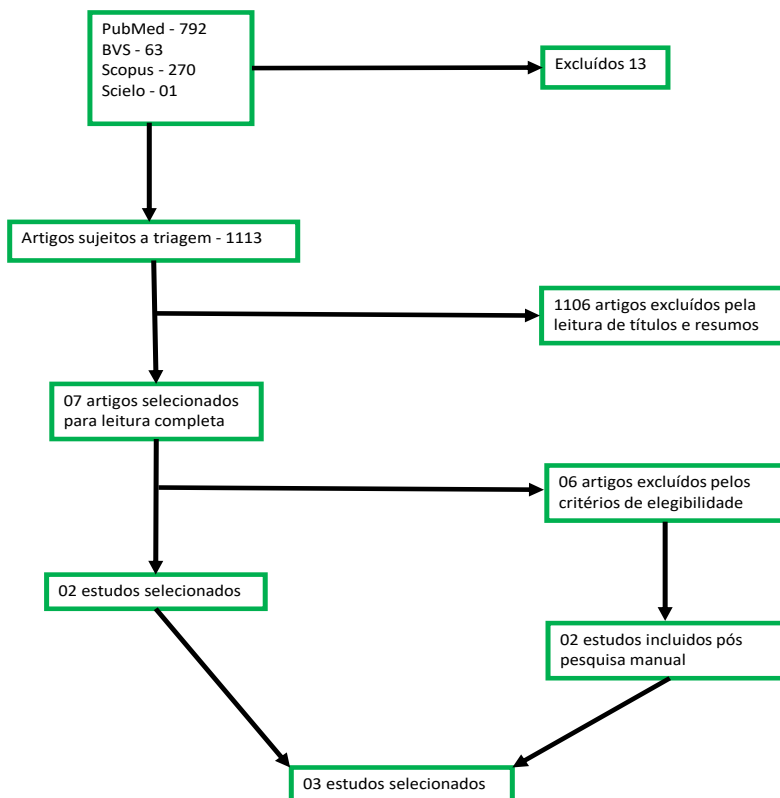 PubMed - 792
BVS - 63
Scopus - 270
Scielo - 01
Excluídos 13
Artigos sujeitos a triagem - 1113
1106 artigos excluídos pela
leitura de títulos e resumos
07 artigos selecionados
para leitura completa
06 artigos excluídos pelos
critérios de elegibilidade
02 estudos selecionados
02 estudos incluidos pós
pesquisa manual
03 estudos selecionados